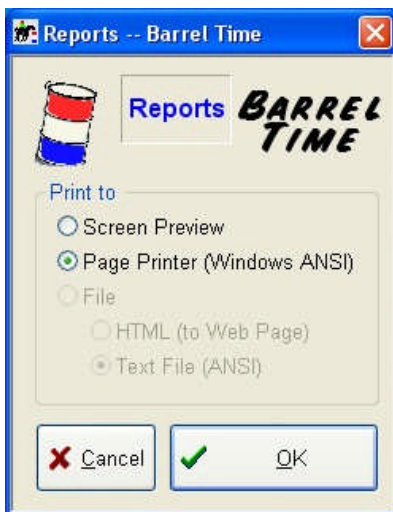 Reports -- Barrel Time
Reports
BARREL
TIME
Print to
Screen Preview
Page Printer (Windows ANSI)
File
HTML (to Web Page)
Text File (ANSI)
Cancel
OK